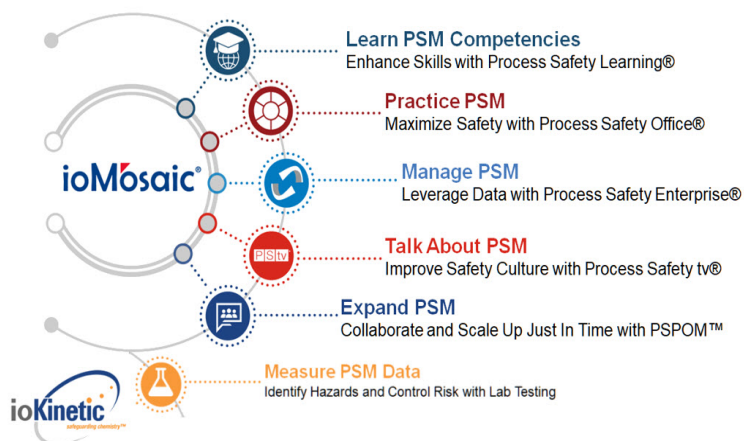 Learn PSM Competencies
Enhance Skills with Process Safety Learning®
Practice PSM
Maximize Safety with Process Safety Office®
ioMosaic®
Manage PSM
Leverage Data with Process Safety Enterprise®
PStv
Talk About PSM
Improve Safety Culture with Process Safety tv®
Expand PSM
Collaborate and Scale Up Just In Time with PSPOM™
Measure PSM Data
Identify Hazards and Control Risk with Lab Testing
ioKinetic
safeguarding chemistry™